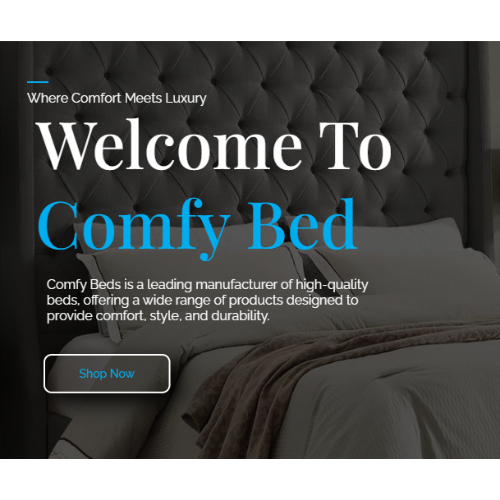 Where Comfort Meets Luxury
Welcome To
Comfy Bed
Comfy Beds is a leading manufacturer of high-quality
beds, offering a wide range of products designed to
provide comfort, style, and durability.
Shop Now